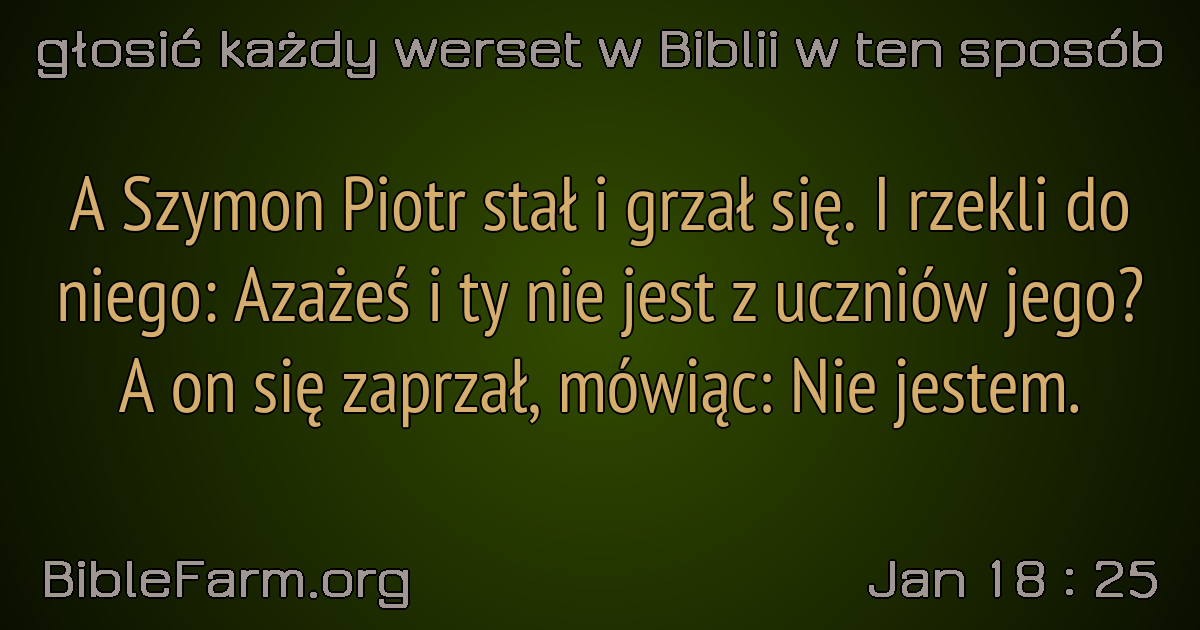 głosić każdy werset w Biblii w ten sposób
A Szymon Piotr stał i grzał się. I rzekli do
niego: Azażeś i ty nie jest z uczniów jego?
A on się zaprzał, mówiąc: Nie jestem.
BibleFarm.org
Jan 18 : 25